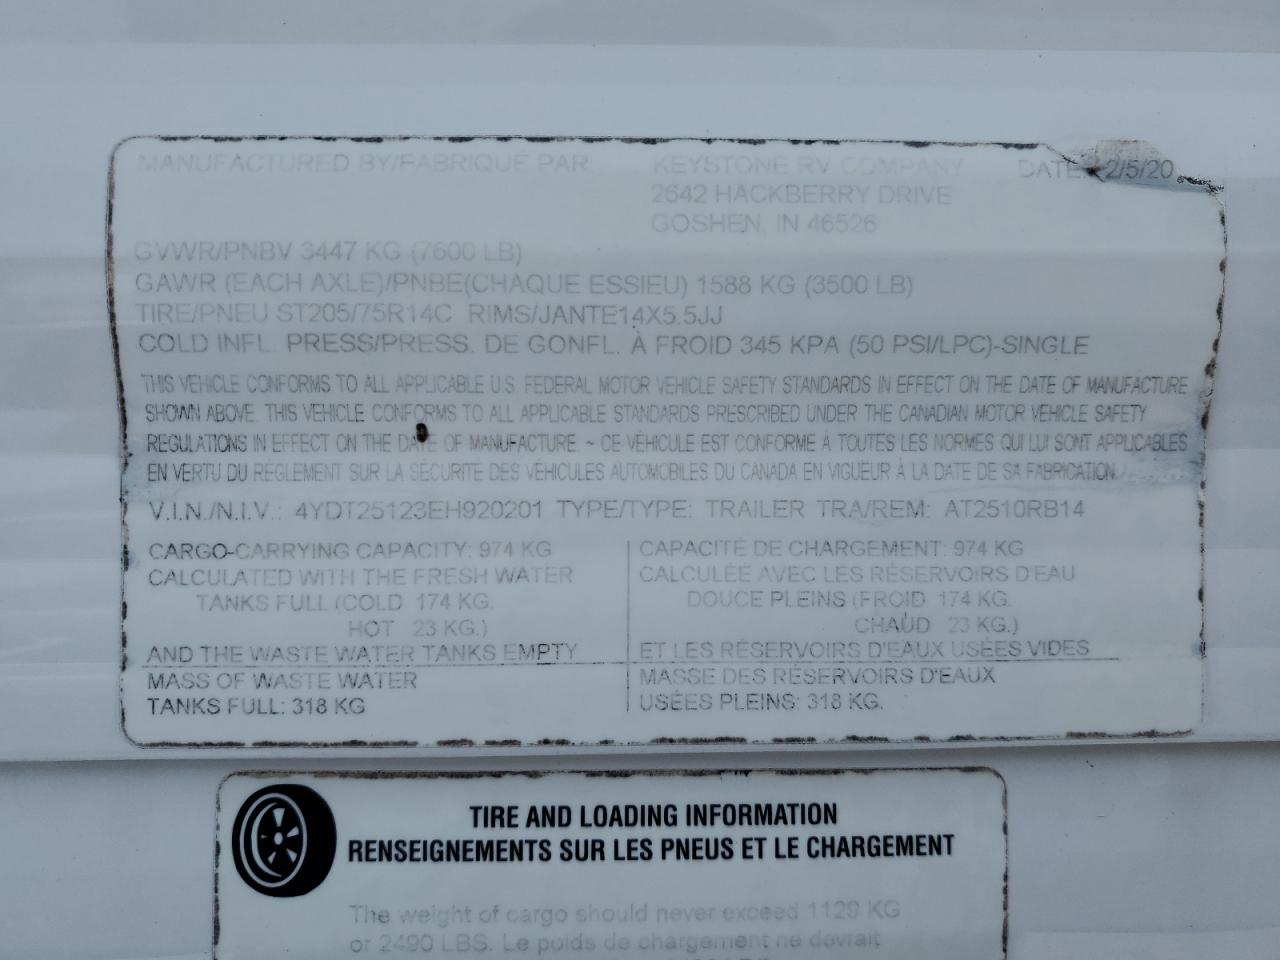 MANUFACTURED BY/FABRIQUE PAR KEYSTONE RV COMPANY DATE: 2/5/20
2642 HACKBERRY DRIVE
GOSHEN, IN 46526
GVWR/PNBV 3447 KG (7600 LB)
GAWR (EACH AXLE)/PNBE(CHAQUE ESSIEU) 1588 KG (3500 LB)
TIRE/PNEU ST205/75R14C RIMS/JANTE14X5.5JJ
COLD INFL. PRESS/PRESS. DE GONFL. À FROID 345 KPA (50 PSI/LPC)-SINGLE
THIS VEHICLE CONFORMS TO ALL APPLICABLE U.S. FEDERAL MOTOR VEHICLE SAFETY STANDARDS IN EFFECT ON THE DATE OF MANUFACTURE
SHOWN ABOVE. THIS VEHICLE CONFORMS TO ALL APPLICABLE STANDARDS PRESCRIBED UNDER THE CANADIAN MOTOR VEHICLE SAFETY
REGULATIONS IN EFFECT ON THE DATE OF MANUFACTURE. ~ CE VÉHICULE EST CONFORME À TOUTES LES NORMES QUI LUI SONT APPLICABLES
EN VERTU DU RÉGLEMENT SUR LA SÉCURITÉ DES VÉHICULES AUTOMOBILES DU CANADA EN VIGUEUR À LA DATE DE SA FABRICATION.
V.I.N./N.I.V.: 4YDT25123EH920201 TYPE/TYPE: TRAILER TRA/REM: AT2510RB14
CARGO-CARRYING CAPACITY: 974 KG
CALCULATED WITH THE FRESH WATER
TANKS FULL (COLD 174 KG.
HOT 23 KG.)
AND THE WASTE WATER TANKS EMPTY
MASS OF WASTE WATER
TANKS FULL: 318 KG
CAPACITÉ DE CHARGEMENT: 974 KG
CALCULÉE AVEC LES RÉSERVOIRS D'EAU
DOUCE PLEINS (FROID 174 KG.
CHAUD 23 KG.)
ET LES RÉSERVOIRS D'EAUX USÉES VIDES
MASSE DES RÉSERVOIRS D'EAUX
USÉES PLEINS: 318 KG.
TIRE AND LOADING INFORMATION
RENSEIGNEMENTS SUR LES PNEUS ET LE CHARGEMENT
The weight of cargo should never exceed 1129 KG
or 2490 LBS. Le poids de chargement ne devrait